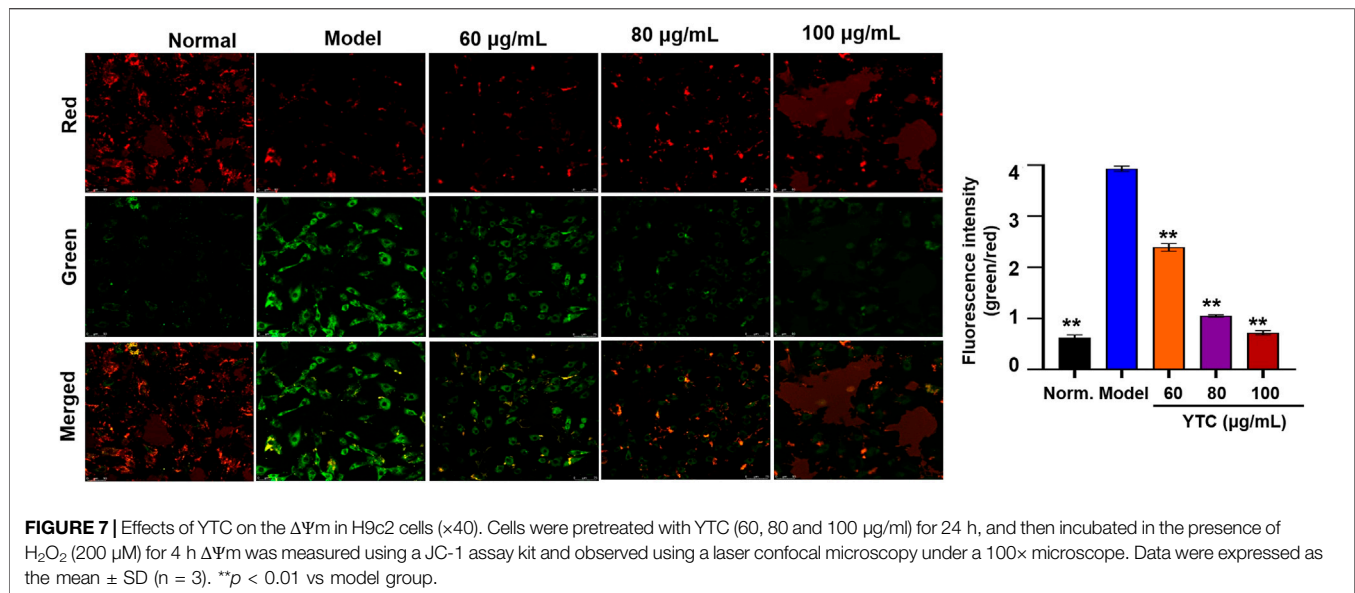 Normal Model 60 µg/mL 80 µg/mL 100 µg/mL
Red
Green
Merged
Fluorescence intensity
(green/red)
4
3
2
1
0
**
**
**
**
Norm. Model 60 80 100
YTC (µg/mL)
FIGURE 7 | Effects of YTC on the ΔΨm in H9c2 cells (×40). Cells were pretreated with YTC (60, 80 and 100 µg/ml) for 24 h, and then incubated in the presence of
H₂O₂ (200 µM) for 4 h ΔΨm was measured using a JC-1 assay kit and observed using a laser confocal microscopy under a 100× microscope. Data were expressed as
the mean ± SD (n = 3). **p < 0.01 vs model group.